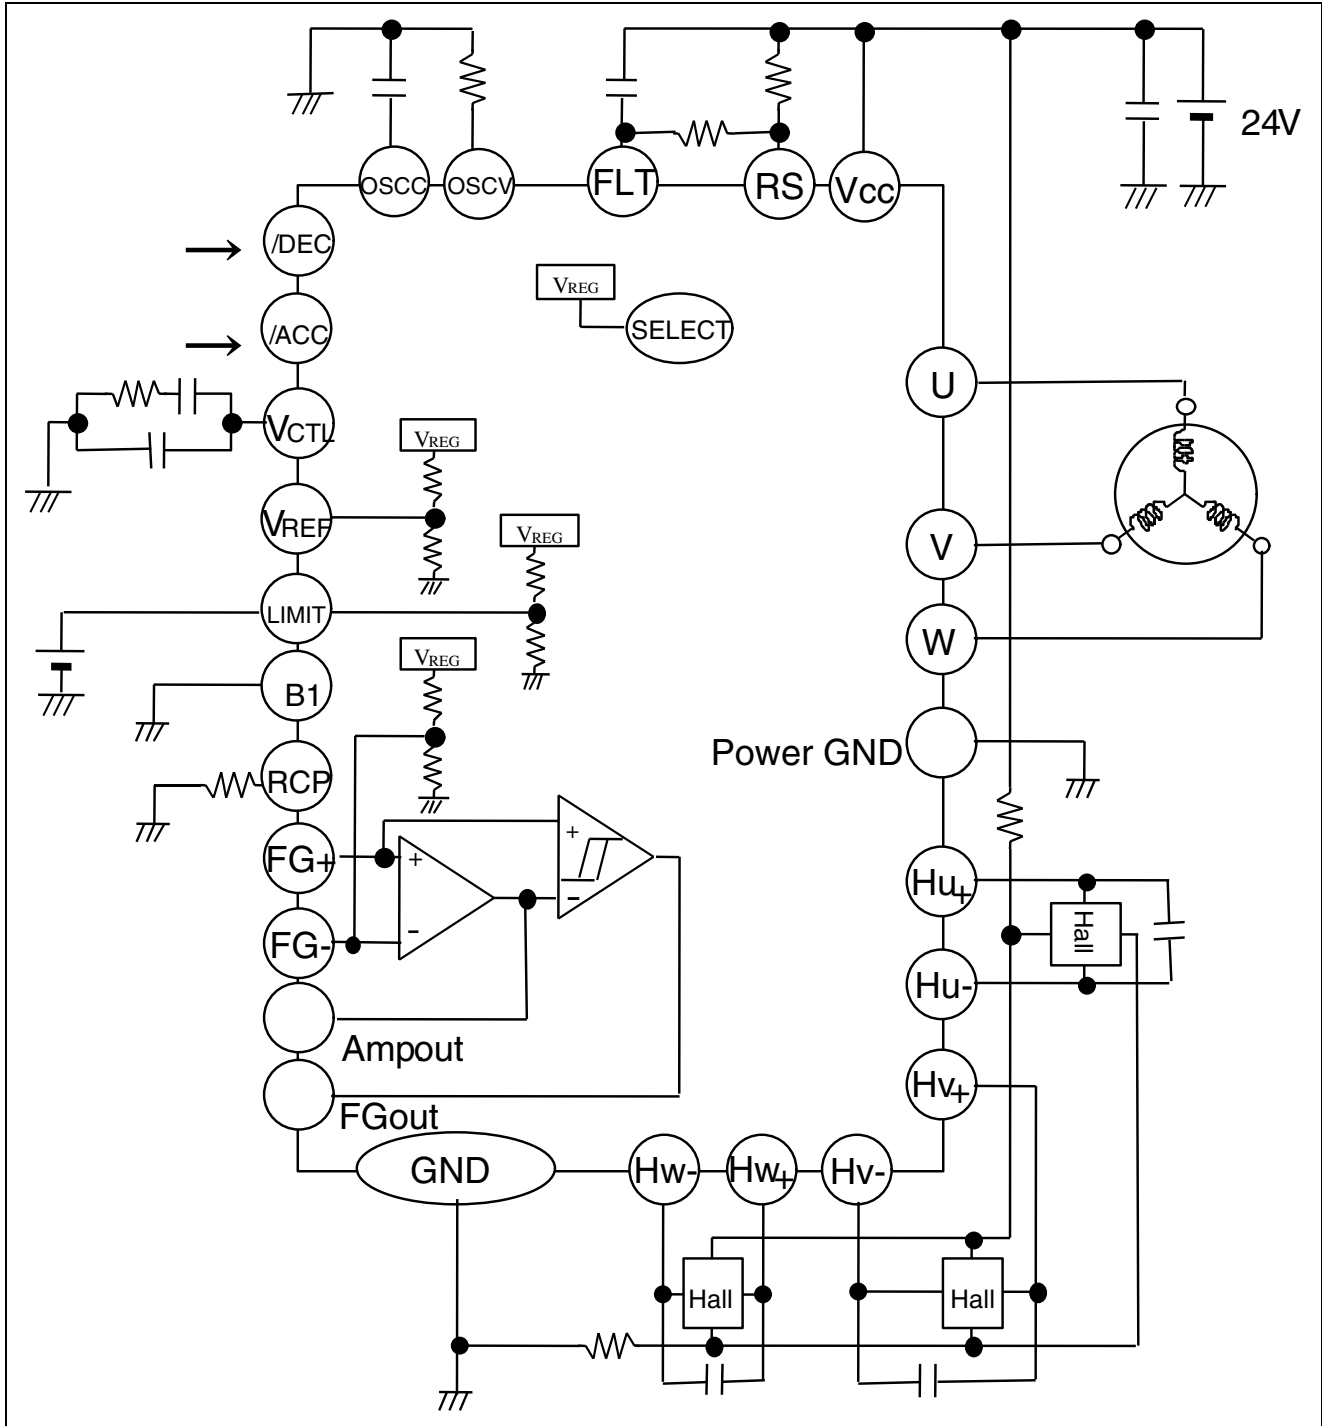 24V
OSCC OSCV FLT RS Vcc
/DEC
VREG
SELECT
/ACC
U
VCTL
VREG
VREF
VREG
V
LIMIT
W
VREG
B1
Power GND
RCP
+
FG+ +
Hu+
-
Hall
FG- -
Hu-
Ampout
Hv+
FGout
GND Hw- Hw+ Hv-
Hall Hall